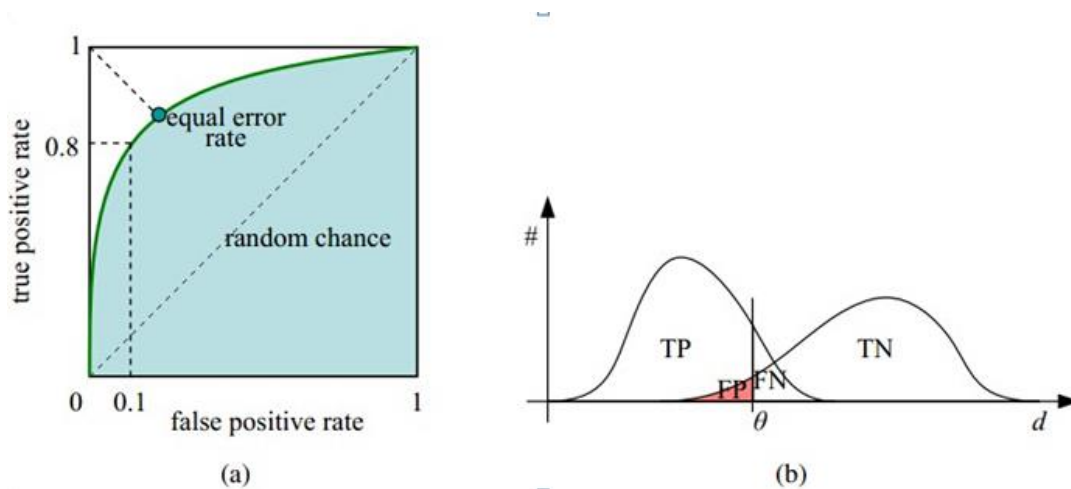 1
equal error
rate
0.8
true positive rate
random chance
0
0.1
1
false positive rate
(a)
#
TP
TN
FP
FN
θ
d
(b)